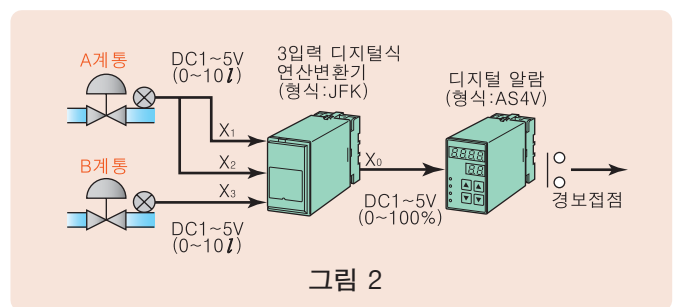 A계통
DC1~5V
(0~10l)
3입력 디지털식
연산변환기
(형식:JFK)
디지털 알람
(형식:AS4V)
X1
X2
B계통
X3
X0
DC1~5V
(0~100%)
경보접점
DC1~5V
(0~10l)
그림 2